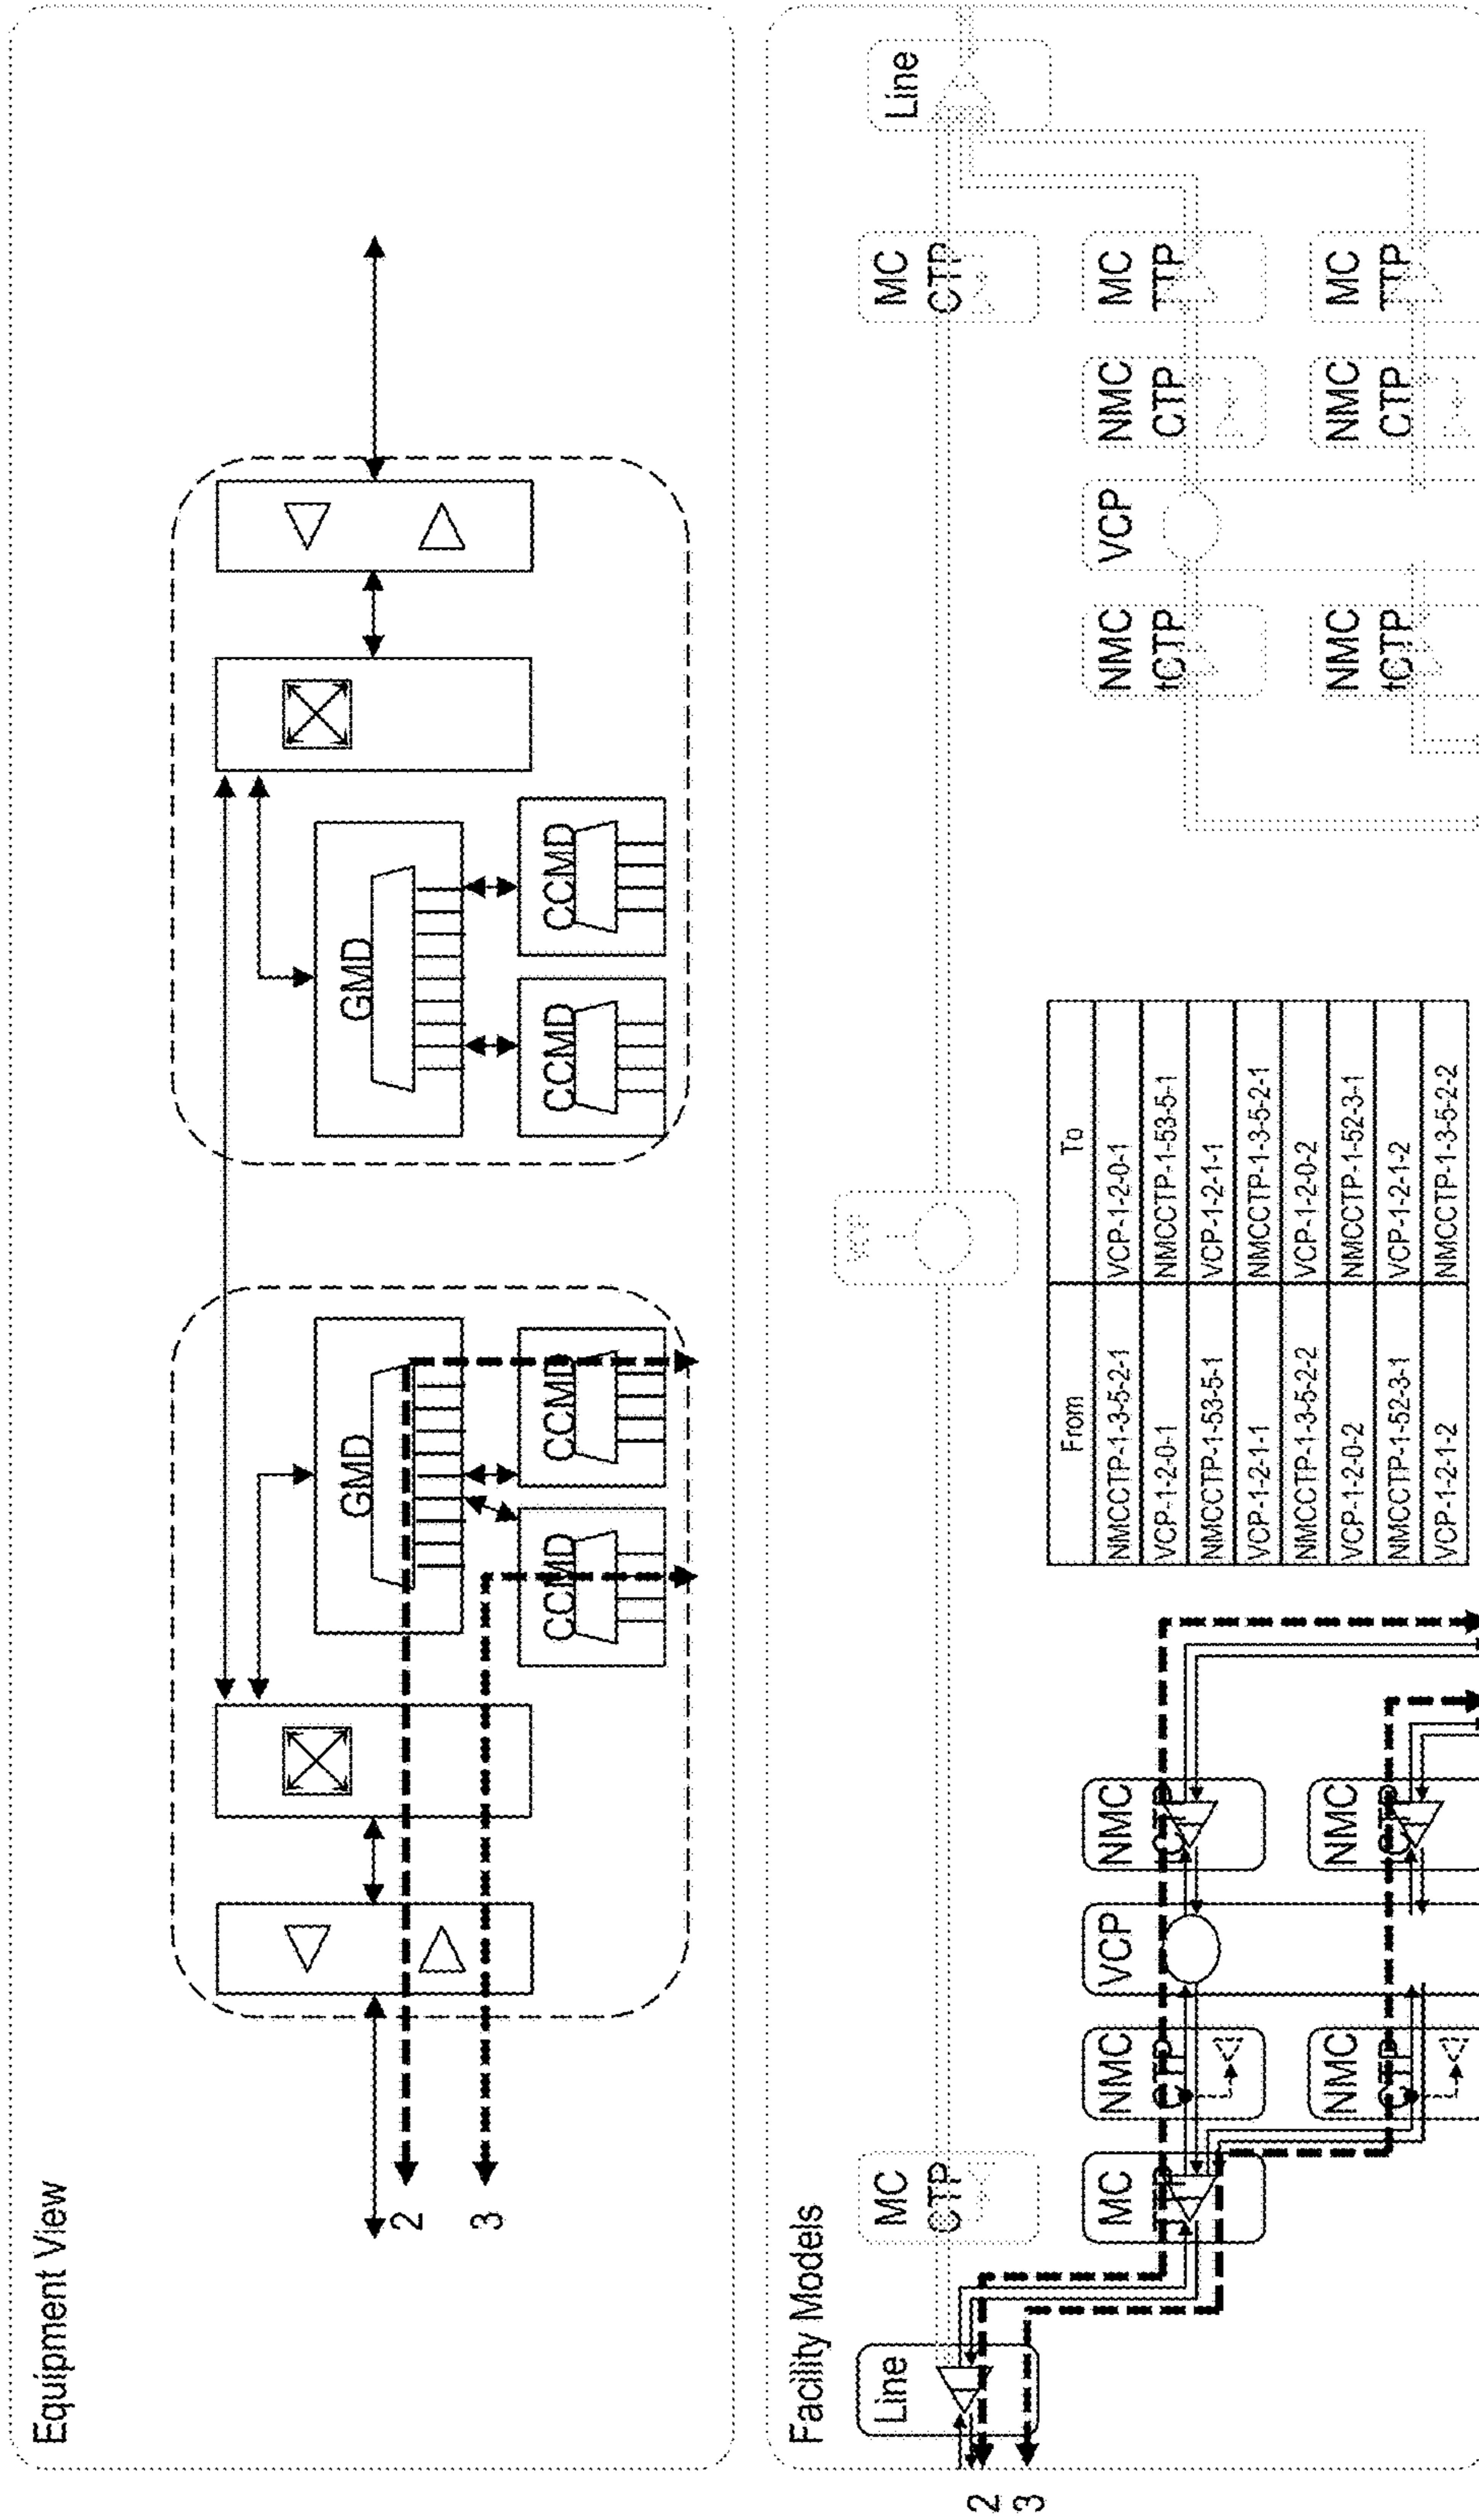 Equipment View
2
3
GMD
CCMD
CCMD
GMD
CCMD
CCMD
Facility Models
2
3
Line
MC
CTP
MC
CTP
Line
MC
NMC
CTP
VCP
NMC
NMC
tCTP
VCP
NMC
CTP
MC
TTP
NMC
CTP
NMC
NMC
tCTP
NMC
CTP
MC
TTP
From To
NMCCTP-1-3-5-2-1 VCP-1-2-0-1
VCP-1-2-0-1 NMCCTP-1-53-5-1
NMCCTP-1-53-5-1 VCP-1-2-1-1
VCP-1-2-1-1 NMCCTP-1-3-5-2-1
NMCCTP-1-3-5-2-2 VCP-1-2-0-2
VCP-1-2-0-2 NMCCTP-1-52-3-1
NMCCTP-1-52-3-1 VCP-1-2-1-2
VCP-1-2-1-2 NMCCTP-1-3-5-2-2